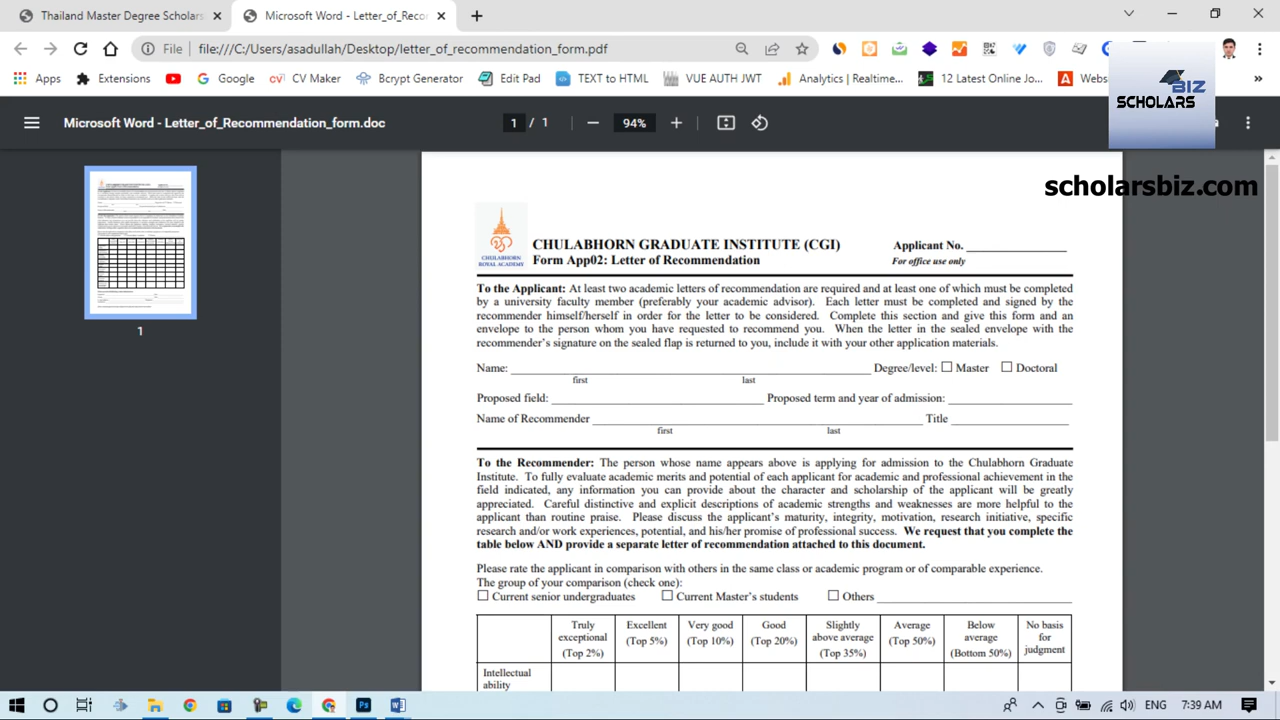 Thailand Master Degree Scholars
Microsoft Word - Letter_of_Reco
File
file:///C:/Users/asadullah/Desktop/letter_of_recommendation_form.pdf
Apps
Extensions
Google
CV Maker
Bcrypt Generator
Edit Pad
TEXT to HTML
VUE AUTH JWT
Analytics | Realtime...
12 Latest Online Jo...
Webs
BIZ
SCHOLARS
Microsoft Word - Letter_of_Recommendation_form.doc
1 / 1
94%
scholarsbiz.com
1
CHULABHORN
ROYAL ACADEMY
CHULABHORN GRADUATE INSTITUTE (CGI)
Form App02: Letter of Recommendation
Applicant No.
For office use only
To the Applicant: At least two academic letters of recommendation are required and at least one of which must be completed
by a university faculty member (preferably your academic advisor). Each letter must be completed and signed by the
recommender himself/herself in order for the letter to be considered. Complete this section and give this form and an
envelope to the person whom you have requested to recommend you. When the letter in the sealed envelope with the
recommender's signature on the sealed flap is returned to you, include it with your other application materials.
Name: Degree/level: ☐ Master ☐ Doctoral
first last
Proposed field: Proposed term and year of admission:
Name of Recommender Title
first last
To the Recommender: The person whose name appears above is applying for admission to the Chulabhorn Graduate
Institute. To fully evaluate academic merits and potential of each applicant for academic and professional achievement in the
field indicated, any information you can provide about the character and scholarship of the applicant will be greatly
appreciated. Careful distinctive and explicit descriptions of academic strengths and weaknesses are more helpful to the
applicant than routine praise. Please discuss the applicant's maturity, integrity, motivation, research initiative, specific
research and/or work experiences, potential, and his/her promise of professional success. We request that you complete the
table below AND provide a separate letter of recommendation attached to this document.
Please rate the applicant in comparison with others in the same class or academic program or of comparable experience.
The group of your comparison (check one):
☐ Current senior undergraduates ☐ Current Master's students ☐ Others
Truly
exceptional
(Top 2%)
Excellent
(Top 5%)
Very good
(Top 10%)
Good
(Top 20%)
Slightly
above average
(Top 35%)
Average
(Top 50%)
Below
average
(Bottom 50%)
No basis
for
judgment
Intellectual
ability
ENG
7:39 AM